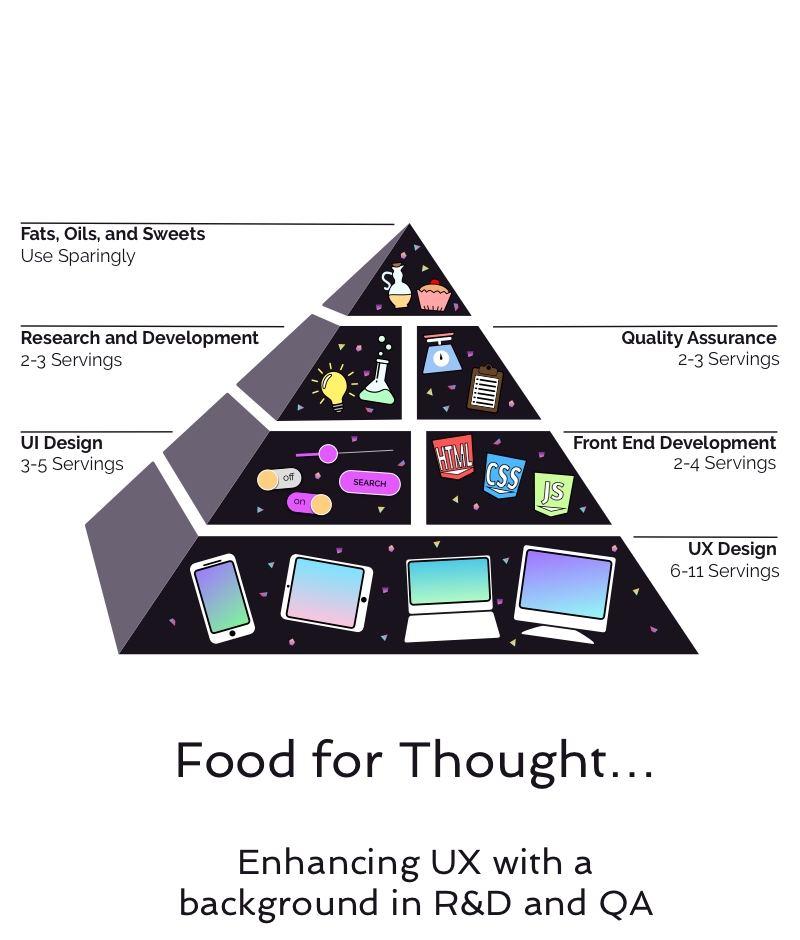 Fats, Oils, and Sweets
Use Sparingly
Research and Development
2-3 Servings
Quality Assurance
2-3 Servings
UI Design
3-5 Servings
off
on
SEARCH
HTML
CSS
JS
Front End Development
2-4 Servings
UX Design
6-11 Servings
Food for Thought...
Enhancing UX with a
background in R&D and QA